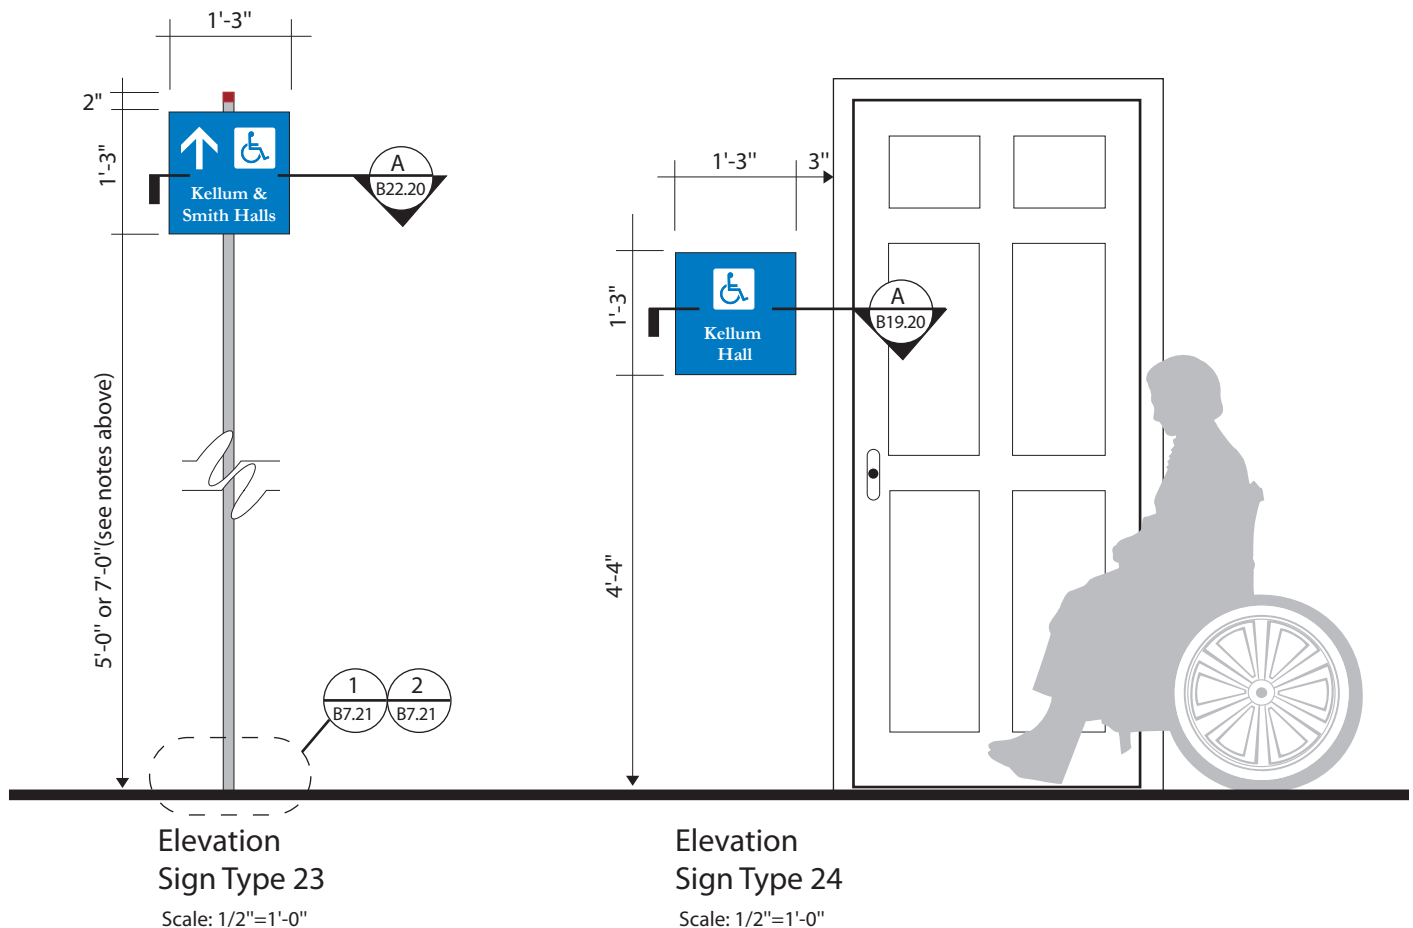 1'-3"
2"
1'-3"
Kellum &
Smith Halls
A
B22.20
5'-0" or 7'-0"(see notes above)
1
B7.21
2
B7.21
Elevation
Sign Type 23
Scale: 1/2"=1'-0"
1'-3"
3"
1'-3"
Kellum
Hall
A
B19.20
4'-4"
Elevation
Sign Type 24
Scale: 1/2"=1'-0"